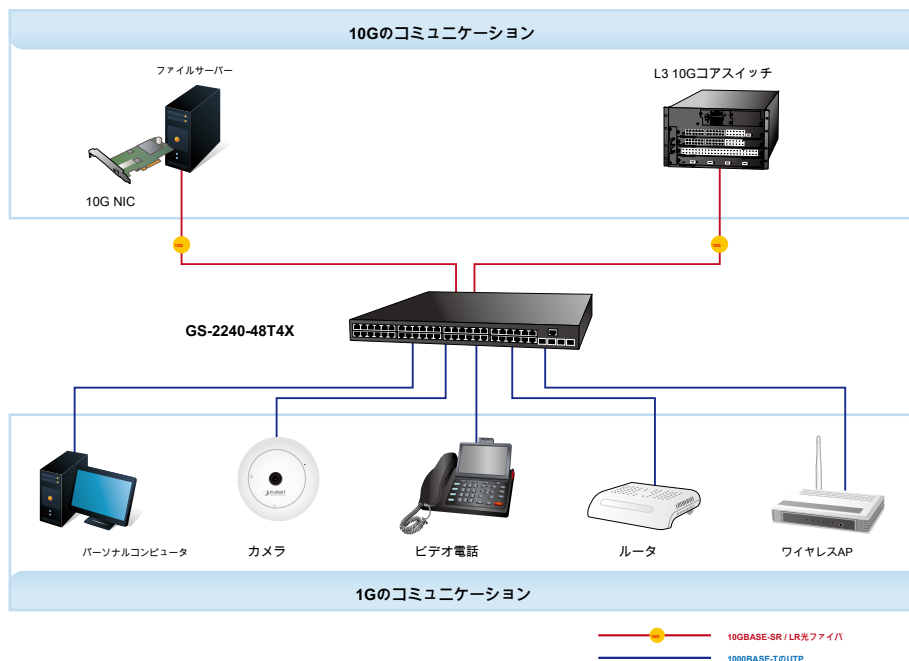 10Gのコミュニケーション
ファイルサーバー
L3 10Gコアスイッチ
10G NIC
10G
10G
GS-2240-48T4X
PLANET
パーソナルコンピュータ
カメラ
ビデオ電話
ルータ
ワイヤレスAP
1Gのコミュニケーション
10G
10GBASE-SR / LR光ファイバ
1000BASE-TのUTP